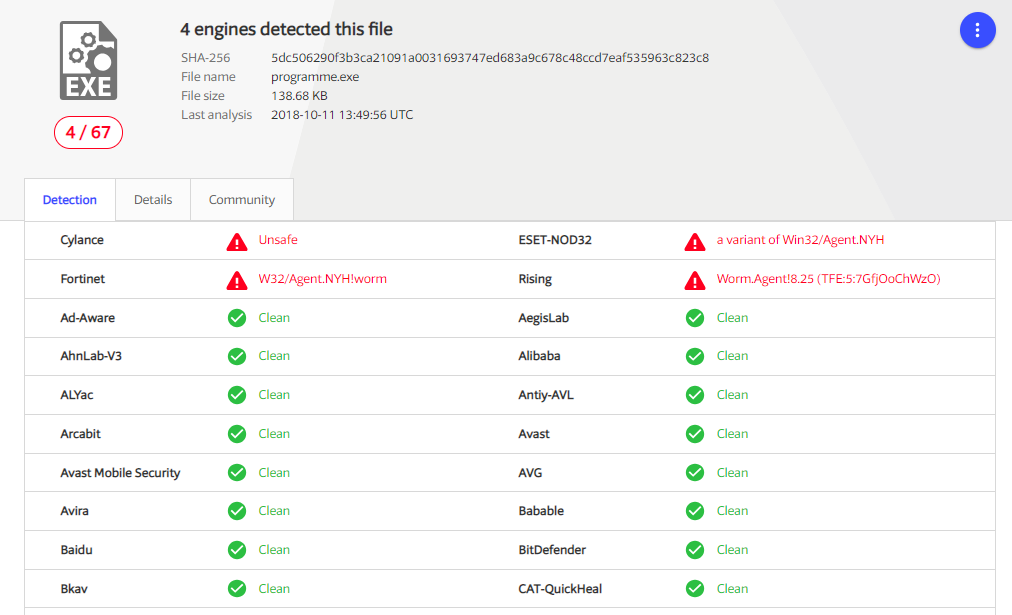 4 engines detected this file
SHA-256 5dc506290f3b3ca21091a0031693747ed683a9c678c48ccd7eaf535963c823c8
File name programme.exe
File size 138.68 KB
Last analysis 2018-10-11 13:49:56 UTC
EXE
4 / 67
Detection Details Community
Cylance Unsafe ESET-NOD32 a variant of Win32/Agent.NYH
Fortinet W32/Agent.NYH!worm Rising Worm.Agent!8.25 (TFE:5:7GfjOoChWzO)
Ad-Aware Clean AegisLab Clean
AhnLab-V3 Clean Alibaba Clean
ALYac Clean Antiy-AVL Clean
Arcabit Clean Avast Clean
Avast Mobile Security Clean AVG Clean
Avira Clean Babable Clean
Baidu Clean BitDefender Clean
Bkav Clean CAT-QuickHeal Clean